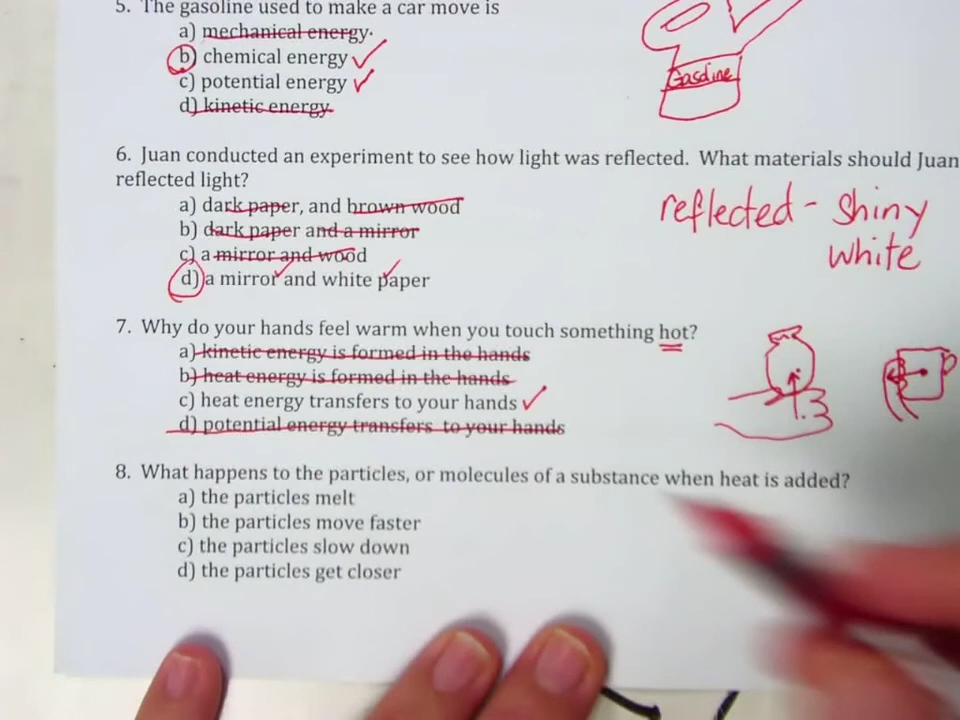 5. The gasoline used to make a car move is
a) mechanical energy.
b) chemical energy
c) potential energy
d) kinetic energy
Gasoline
6. Juan conducted an experiment to see how light was reflected. What materials should Juan
reflected light?
a) dark paper, and brown wood
b) dark paper and a mirror
c) a mirror and wood
d) a mirror and white paper
reflected - shiny
white
7. Why do your hands feel warm when you touch something hot?
a) kinetic energy is formed in the hands
b) heat energy is formed in the hands
c) heat energy transfers to your hands
d) potential energy transfers to your hands
8. What happens to the particles, or molecules of a substance when heat is added?
a) the particles melt
b) the particles move faster
c) the particles slow down
d) the particles get closer